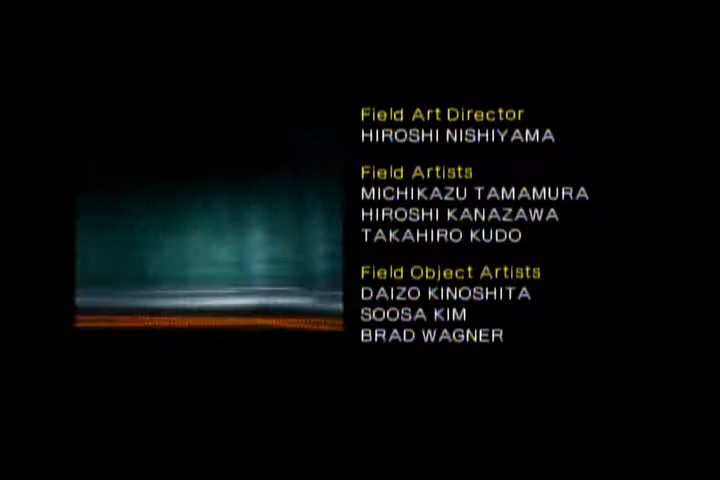 Field Art Director
HIROSHI NISHIYAMA
Field Artists
MICHIKAZU TAMAMURA
HIROSHI KANAZAWA
TAKAHIRO KUDO
Field Object Artists
DAIZO KINOSHITA
SOOSA KIM
BRAD WAGNER